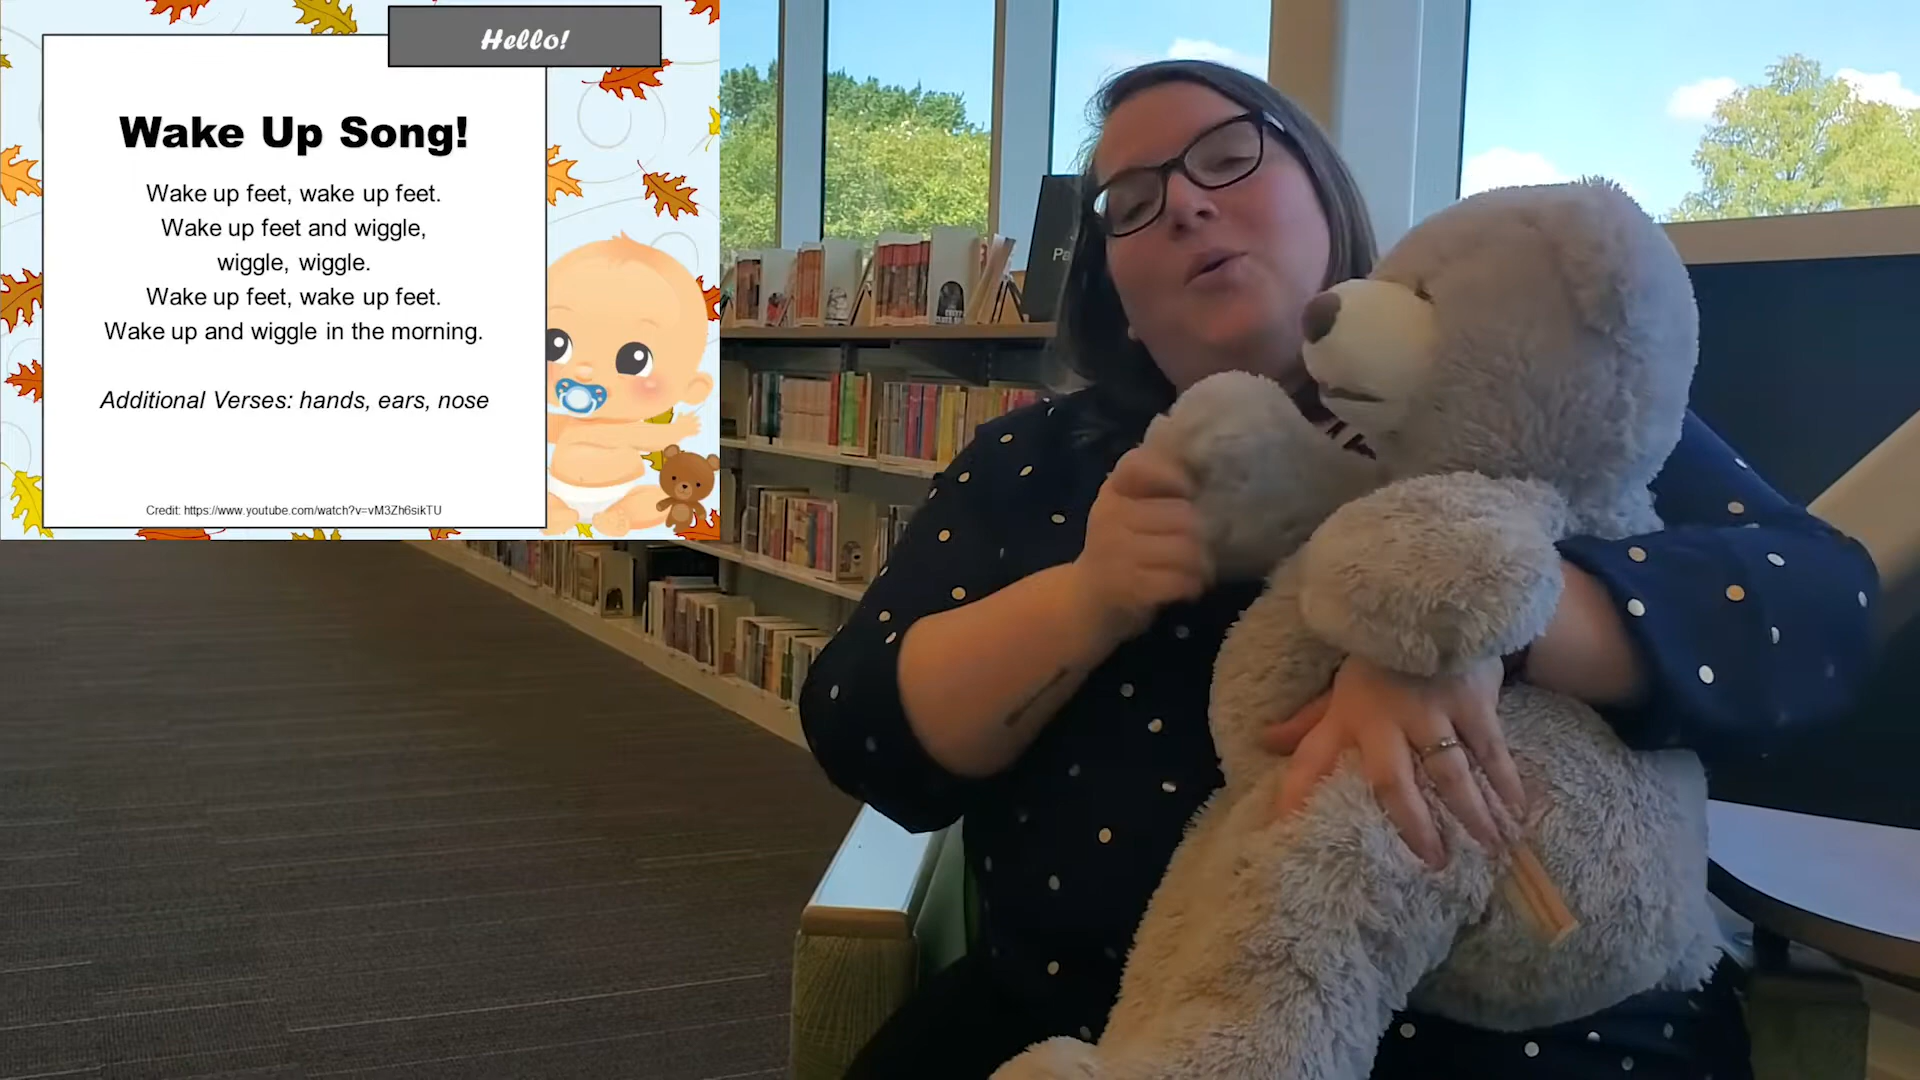 Hello!
Wake Up Song!
Wake up feet, wake up feet.
Wake up feet and wiggle,
wiggle, wiggle.
Wake up feet, wake up feet.
Wake up and wiggle in the morning.
Additional Verses: hands, ears, nose
Credit: https://www.youtube.com/watch?v=vM3Zh6sikTU
Pa